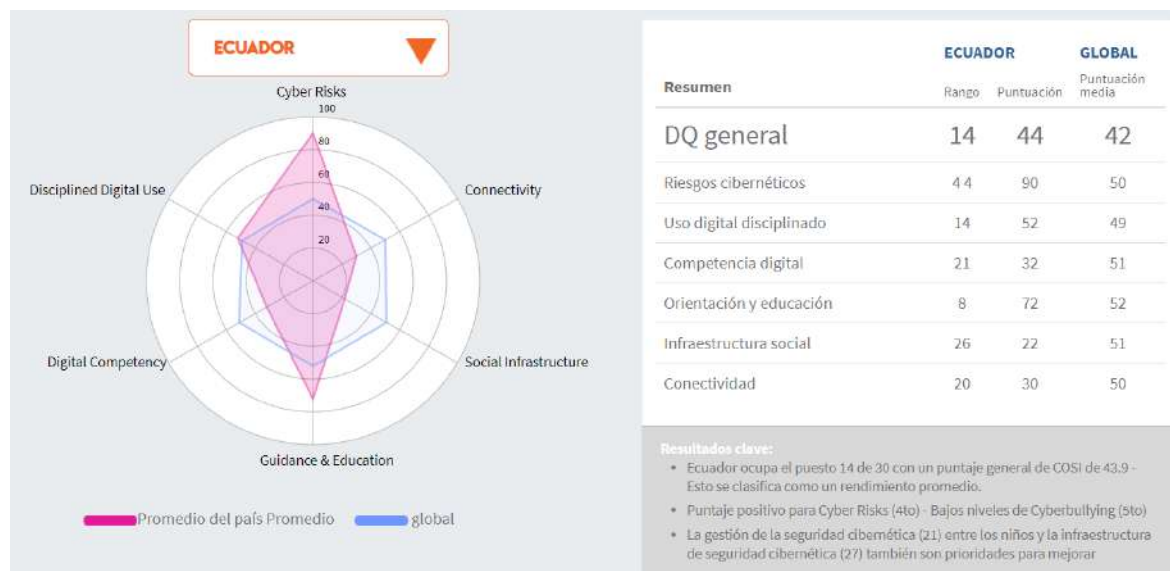 ECUADOR
Cyber Risks
100
80
60
40
20
Disciplined Digital Use
Connectivity
Digital Competency
Social Infrastructure
Guidance & Education
Promedio del país Promedio global
ECUADOR GLOBAL
Resumen Rango Puntuación Puntuación media
DQ general 14 44 42
Riesgos cibernéticos 4 4 90 50
Uso digital disciplinado 14 52 49
Competencia digital 21 32 51
Orientación y educación 8 72 52
Infraestructura social 26 22 51
Conectividad 20 30 50
Resultados clave:
• Ecuador ocupa el puesto 14 de 30 con un puntaje general de COSI de 43.9 -
Esto se clasifica como un rendimiento promedio.
• Puntaje positivo para Cyber Risks (4to) - Bajos niveles de Cyberbullying (5to)
• La gestión de la seguridad cibernética (21) entre los niños y la infraestructura
de seguridad cibernética (27) también son prioridades para mejorar